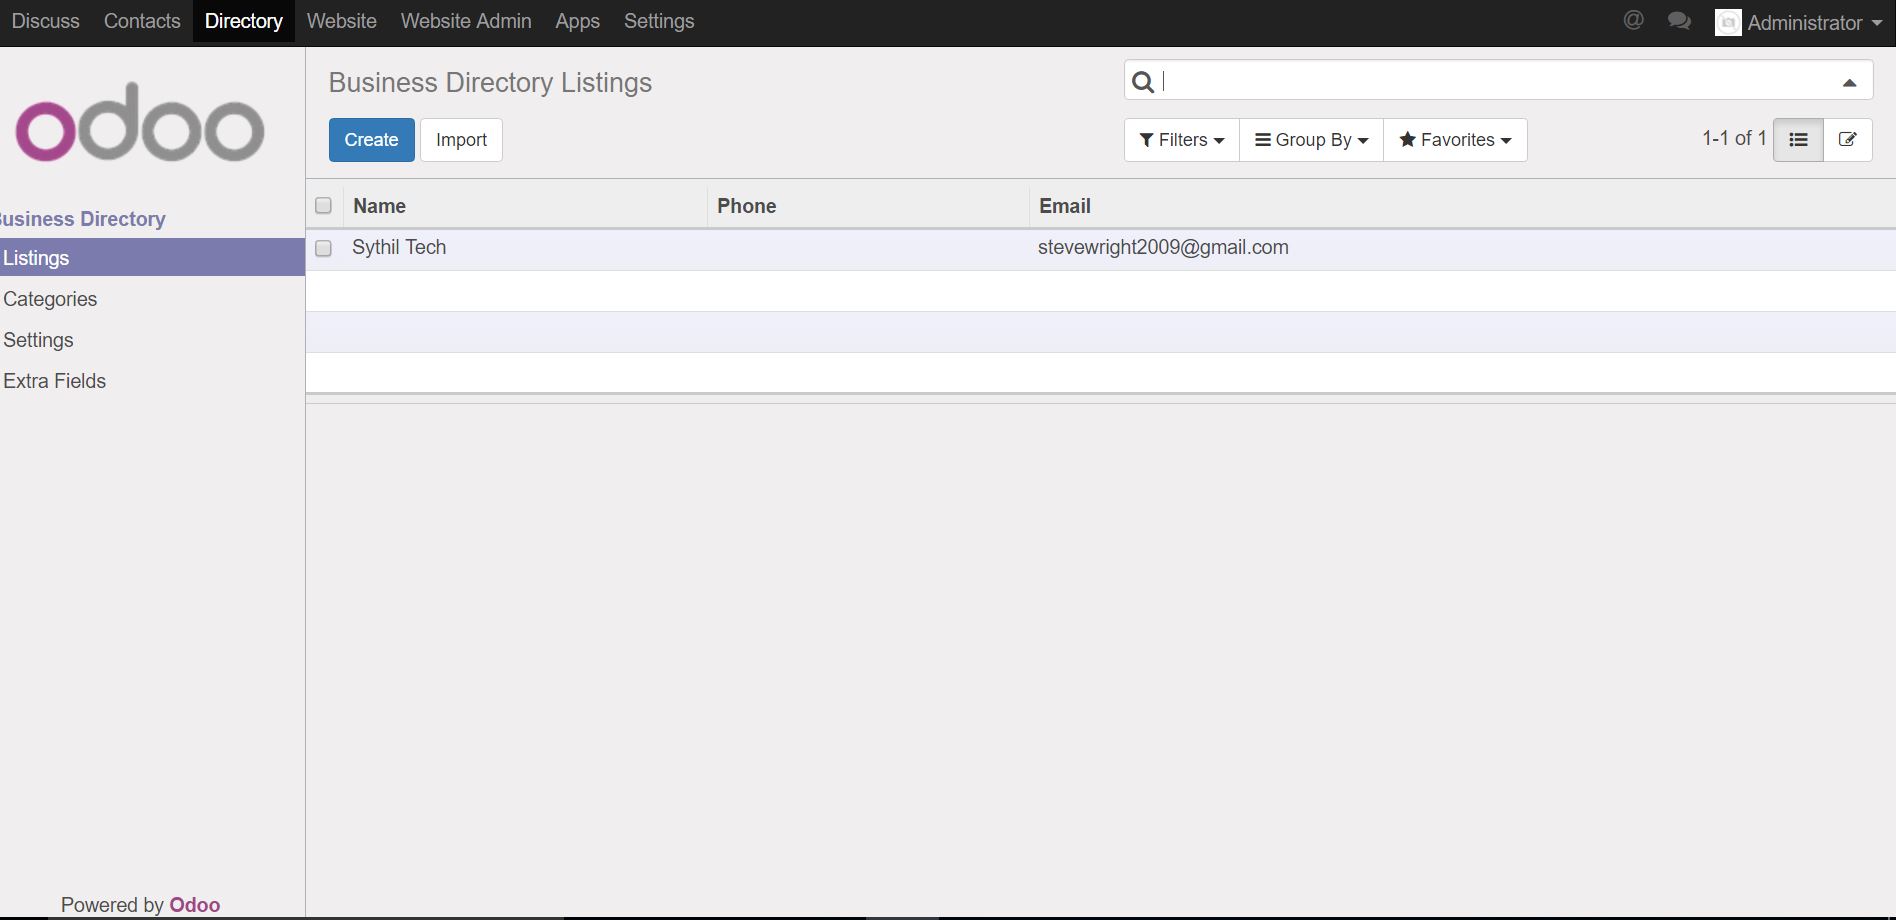 Discuss Contacts Directory Website Website Admin Apps Settings @ Administrator
odoo
Business Directory Listings
Create Import Filters Group By Favorites 1-1 of 1
Name Phone Email
Sythil Tech stevewright2009@gmail.com
usiness Directory
Listings
Categories
Settings
Extra Fields
Powered by Odoo